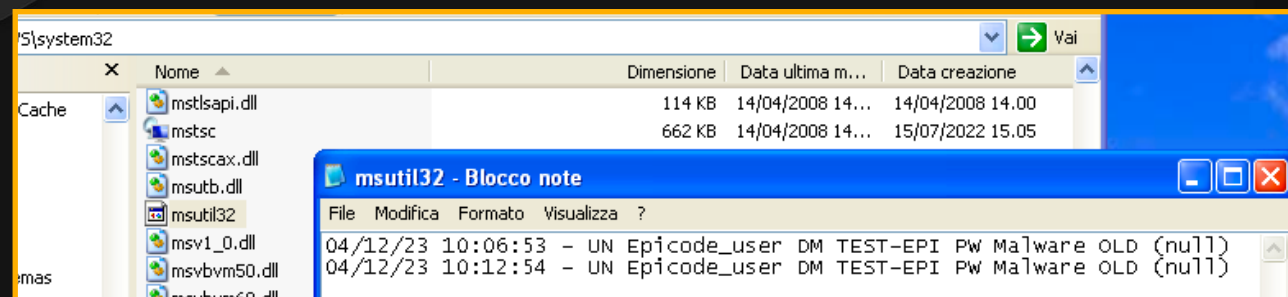 'S\system32
Vai
Nome Dimensione Data ultima m... Data creazione
Cache
mstlsapi.dll 114 KB 14/04/2008 14... 14/04/2008 14.00
mstsc 662 KB 14/04/2008 14... 15/07/2022 15.05
mstscax.dll
msutb.dll
msutil32
msv1_0.dll
msvbvm50.dll
emas
msutil32 - Blocco note
File Modifica Formato Visualizza ?
04/12/23 10:06:53 - UN Epicode_user DM TEST-EPI PW Malware OLD (null)
04/12/23 10:12:54 - UN Epicode_user DM TEST-EPI PW Malware OLD (null)